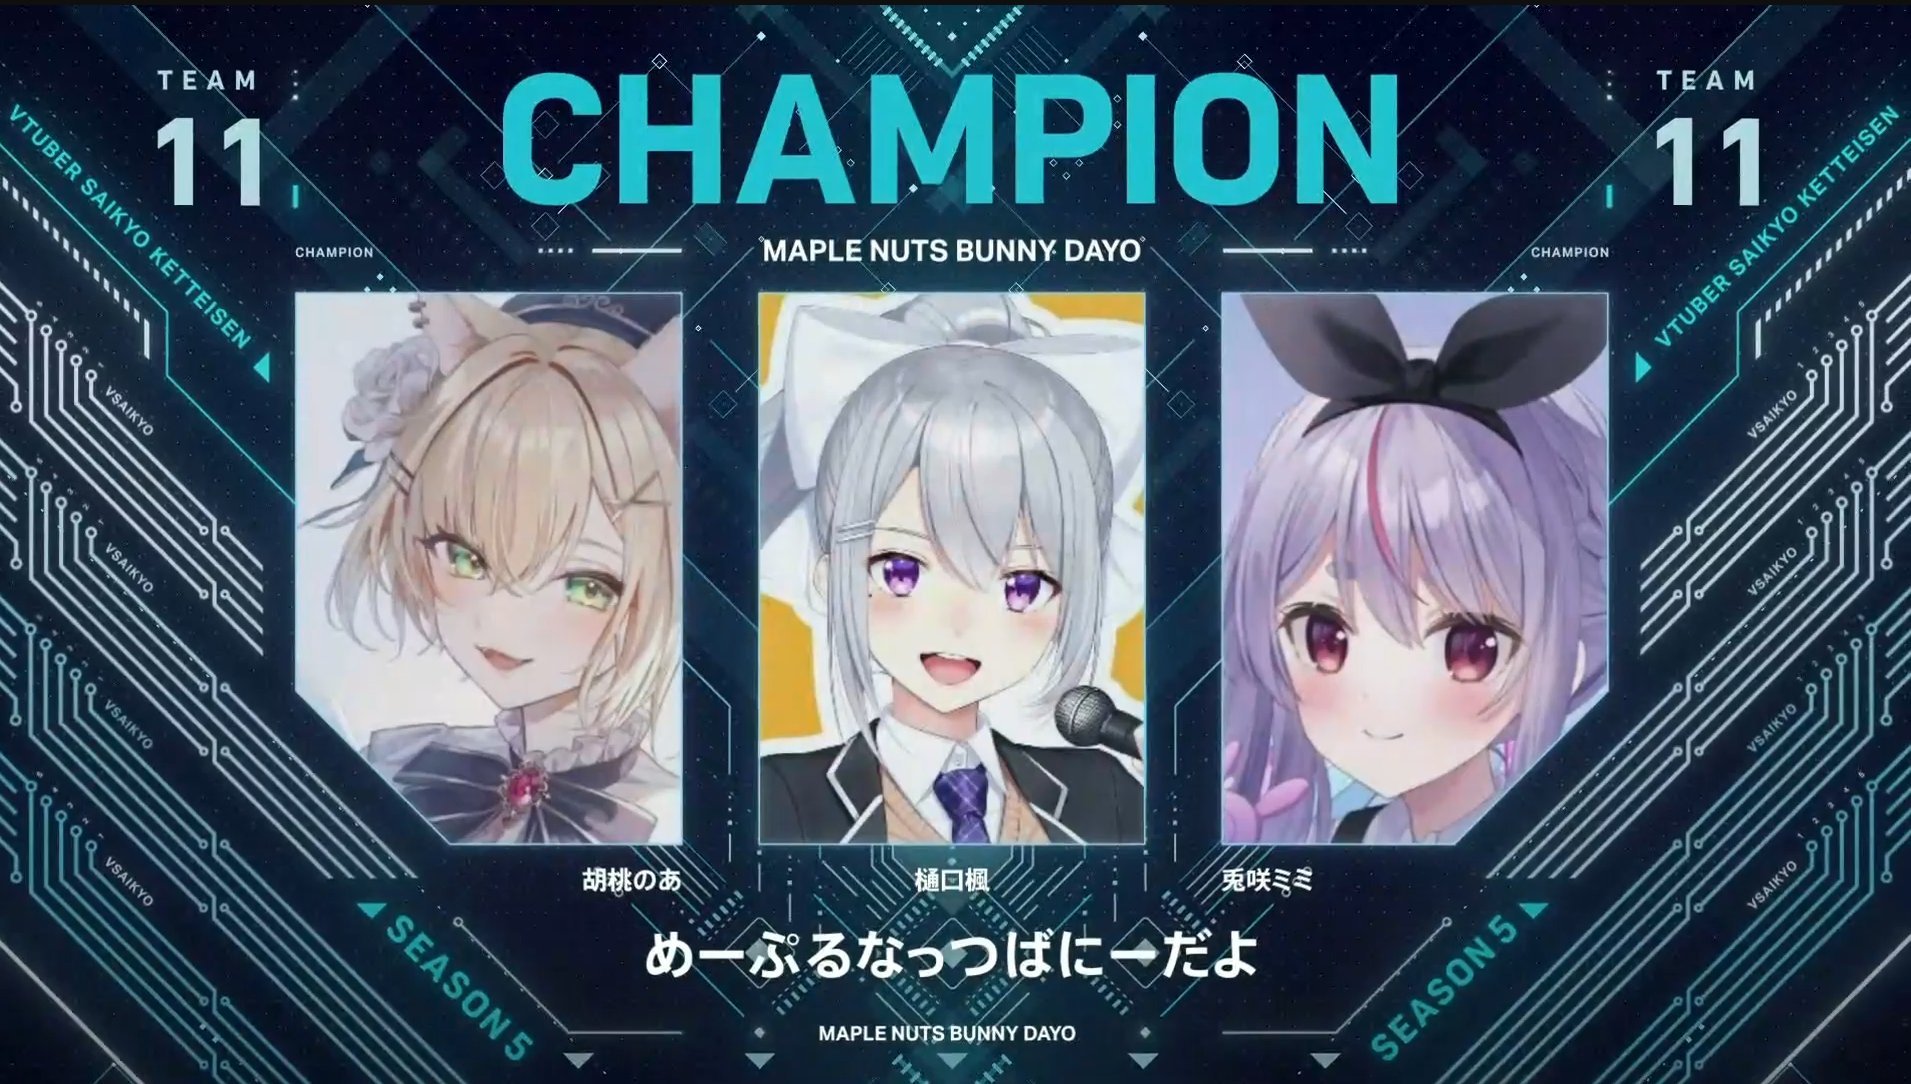 TEAM
11
CHAMPION
TEAM
11
VTUBER SAIKYO KETTEISEN
VTUBER SAIKYO KETTEISEN
CHAMPION
MAPLE NUTS BUNNY DAYO
CHAMPION
VSAIKYO
VSAIKYO
VSAIKYO
VSAIKYO
VSAIKYO
VSAIKYO
VSAIKYO
VSAIKYO
胡桃のあ
樋口楓
兎咲ミミ
めーぷるなっつばにーだよ
SEASON 5
SEASON 5
MAPLE NUTS BUNNY DAYO